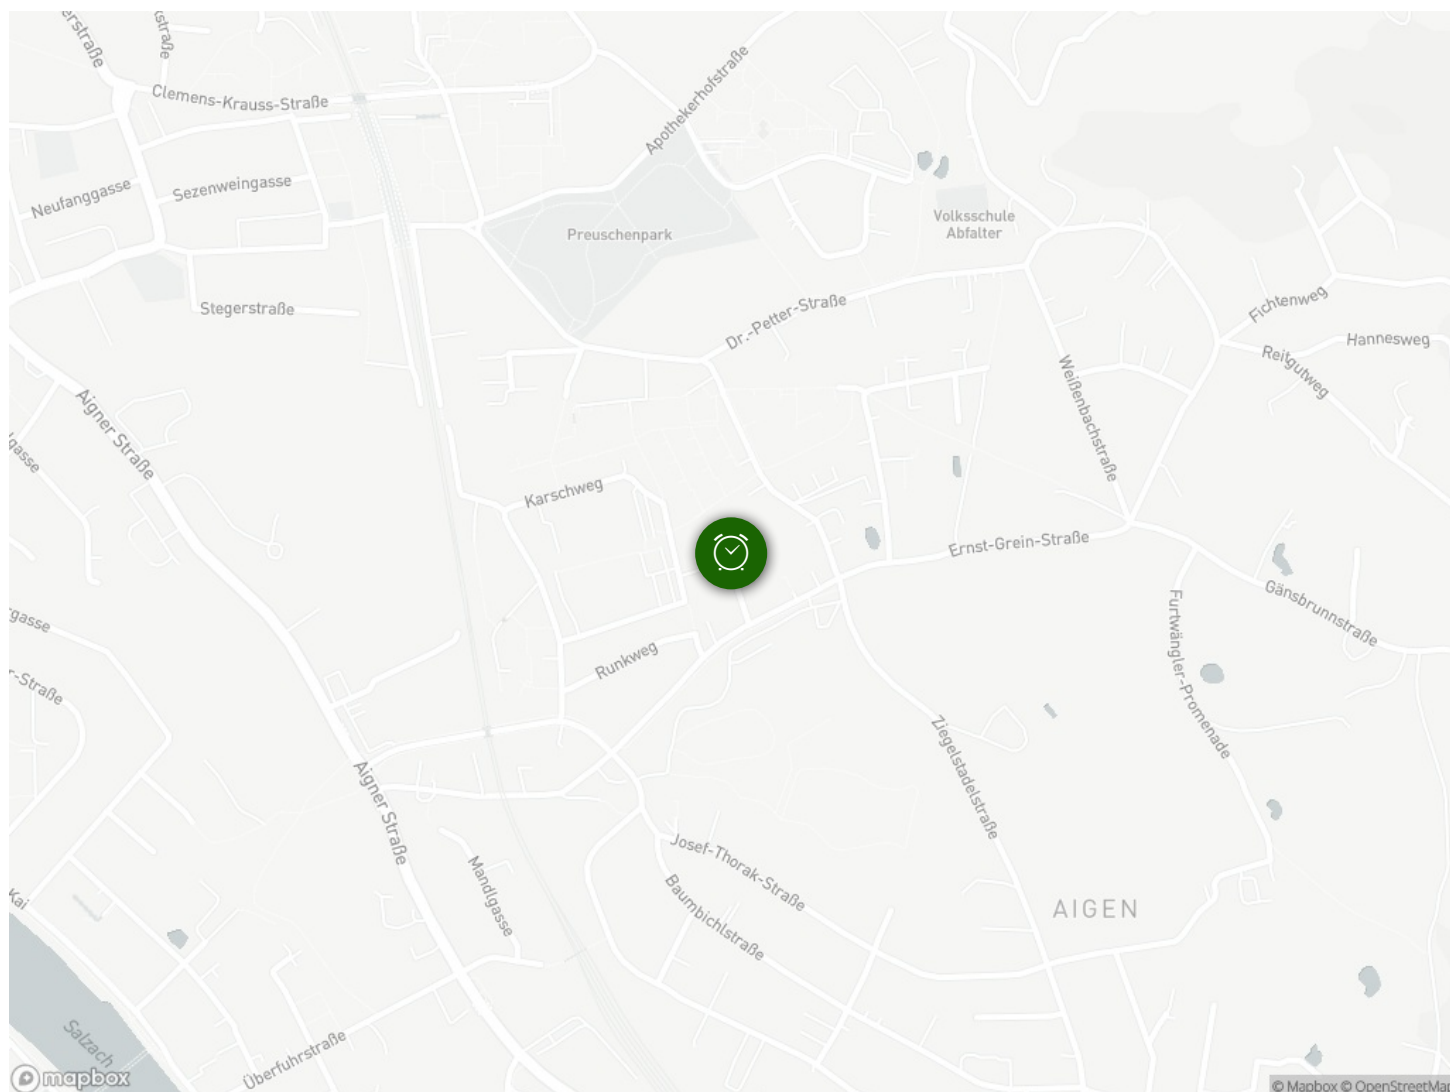 Clemens-Krauss-Straße
Apothekerhofstraße
Neufanggasse
Sezenweingasse
Preuschenpark
Volksschule
Abfalter
Stegerstraße
Dr.-Petter-Straße
Fichtenweg
Hannesweg
Reitgutweg
Aigner Straße
Weißenbachstraße
Karschweg
Ernst-Grein-Straße
Gänsbrunnstraße
Furtwängler-Promenade
Runkweg
Ziegelstadelstraße
Aigner Straße
Josef-Thorak-Straße
Mandlgasse
Baumbichlstraße
AIGEN
Kai
Salzach
Überfuhrstraße
mapbox
© Mapbox © OpenStreetMap